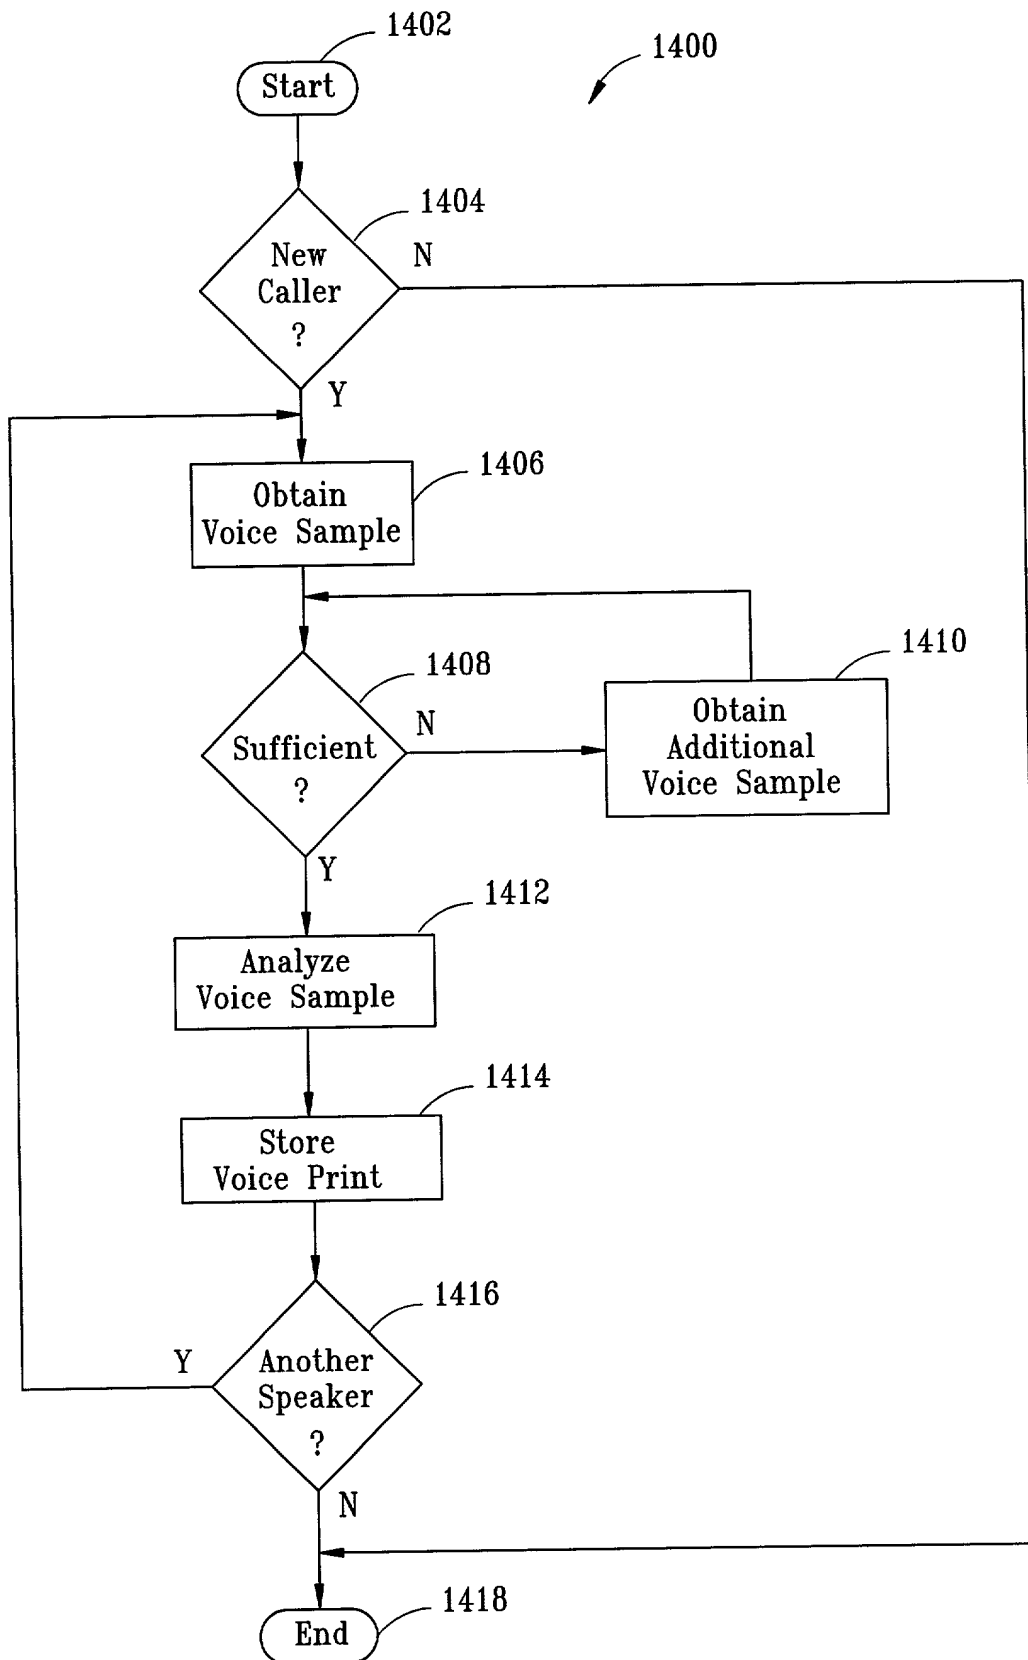 1402
1400
Start
1404
New
Caller
?
N
Y
1406
Obtain
Voice Sample
1408
Sufficient
?
N
1410
Obtain
Additional
Voice Sample
Y
1412
Analyze
Voice Sample
1414
Store
Voice Print
1416
Another
Speaker
?
Y
N
1418
End